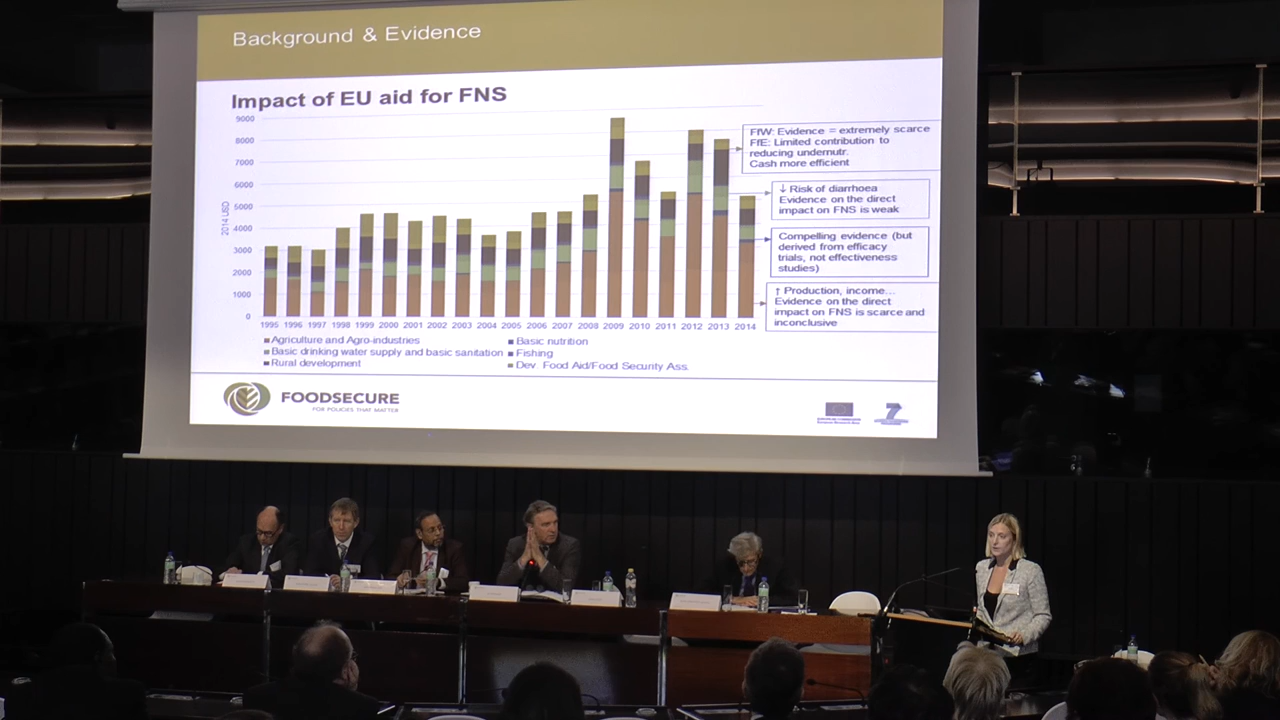 Background & Evidence
Impact of EU aid for FNS
9000
8000
7000
6000
5000
4000
3000
2000
1000
0
2014 USD
1995 1996 1997 1998 1999 2000 2001 2002 2003 2004 2005 2006 2007 2008 2009 2010 2011 2012 2013 2014
FfW: Evidence = extremely scarce
FfE: Limited contribution to
reducing undernutr.
Cash more efficient
↓ Risk of diarrhoea
Evidence on the direct
impact on FNS is weak
Compelling evidence (but
derived from efficacy
trials, not effectiveness
studies)
↑ Production, income...
Evidence on the direct
impact on FNS is scarce and
inconclusive
Agriculture and Agro-industries
Basic nutrition
Basic drinking water supply and basic sanitation
Fishing
Rural development
Dev. Food Aid/Food Security Ass.
FOODSECURE
FOR POLICIES THAT MATTER
EUROPEAN COMMISSION
European Research Area
7